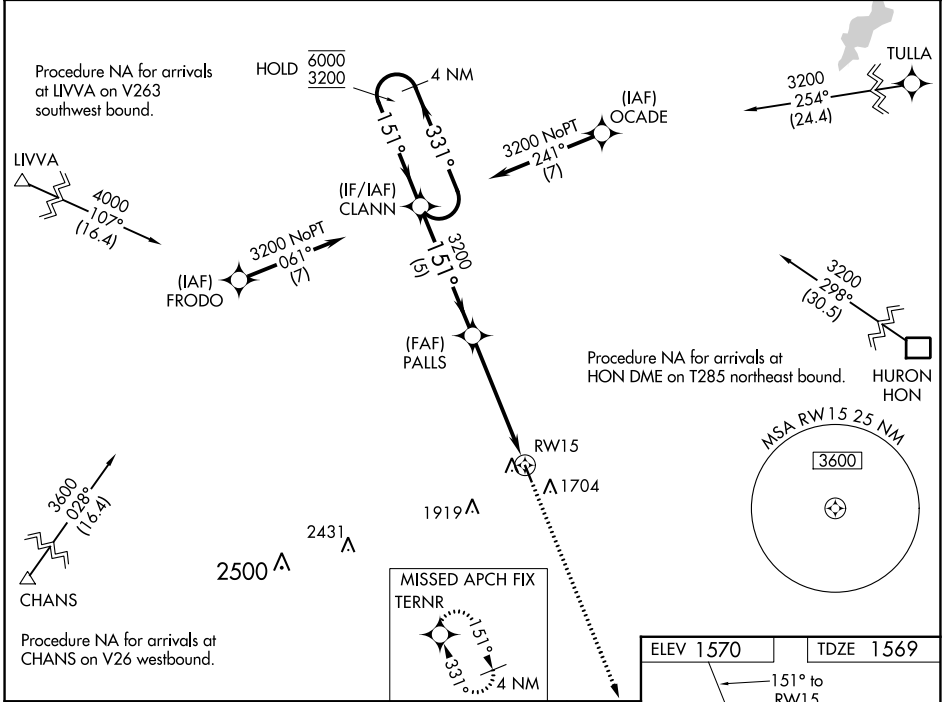 Procedure NA for arrivals
at LIVVA on V263
southwest bound.
HOLD
6000
3200
4 NM
151°
331°
(IF/IAF)
CLANN
(IAF)
OCADE
3200 NoPT
241°
(7)
TULLA
3200
254°
(24.4)
LIVVA
4000
107°
(16.4)
3200 NoPT
061°
(7)
(IAF)
FRODO
3200
151°
(5)
(FAF)
PALLS
3200
298°
(30.5)
HURON
HON
Procedure NA for arrivals at
HON DME on T285 northeast bound.
RW15
1704
1919
2431
2500
MSA RW15 25 NM
3600
3600
028°
(16.4)
CHANS
Procedure NA for arrivals at
CHANS on V26 westbound.
MISSED APCH FIX
TERNR
151°
331°
4 NM
ELEV 1570
TDZE 1569
151° to
RW15